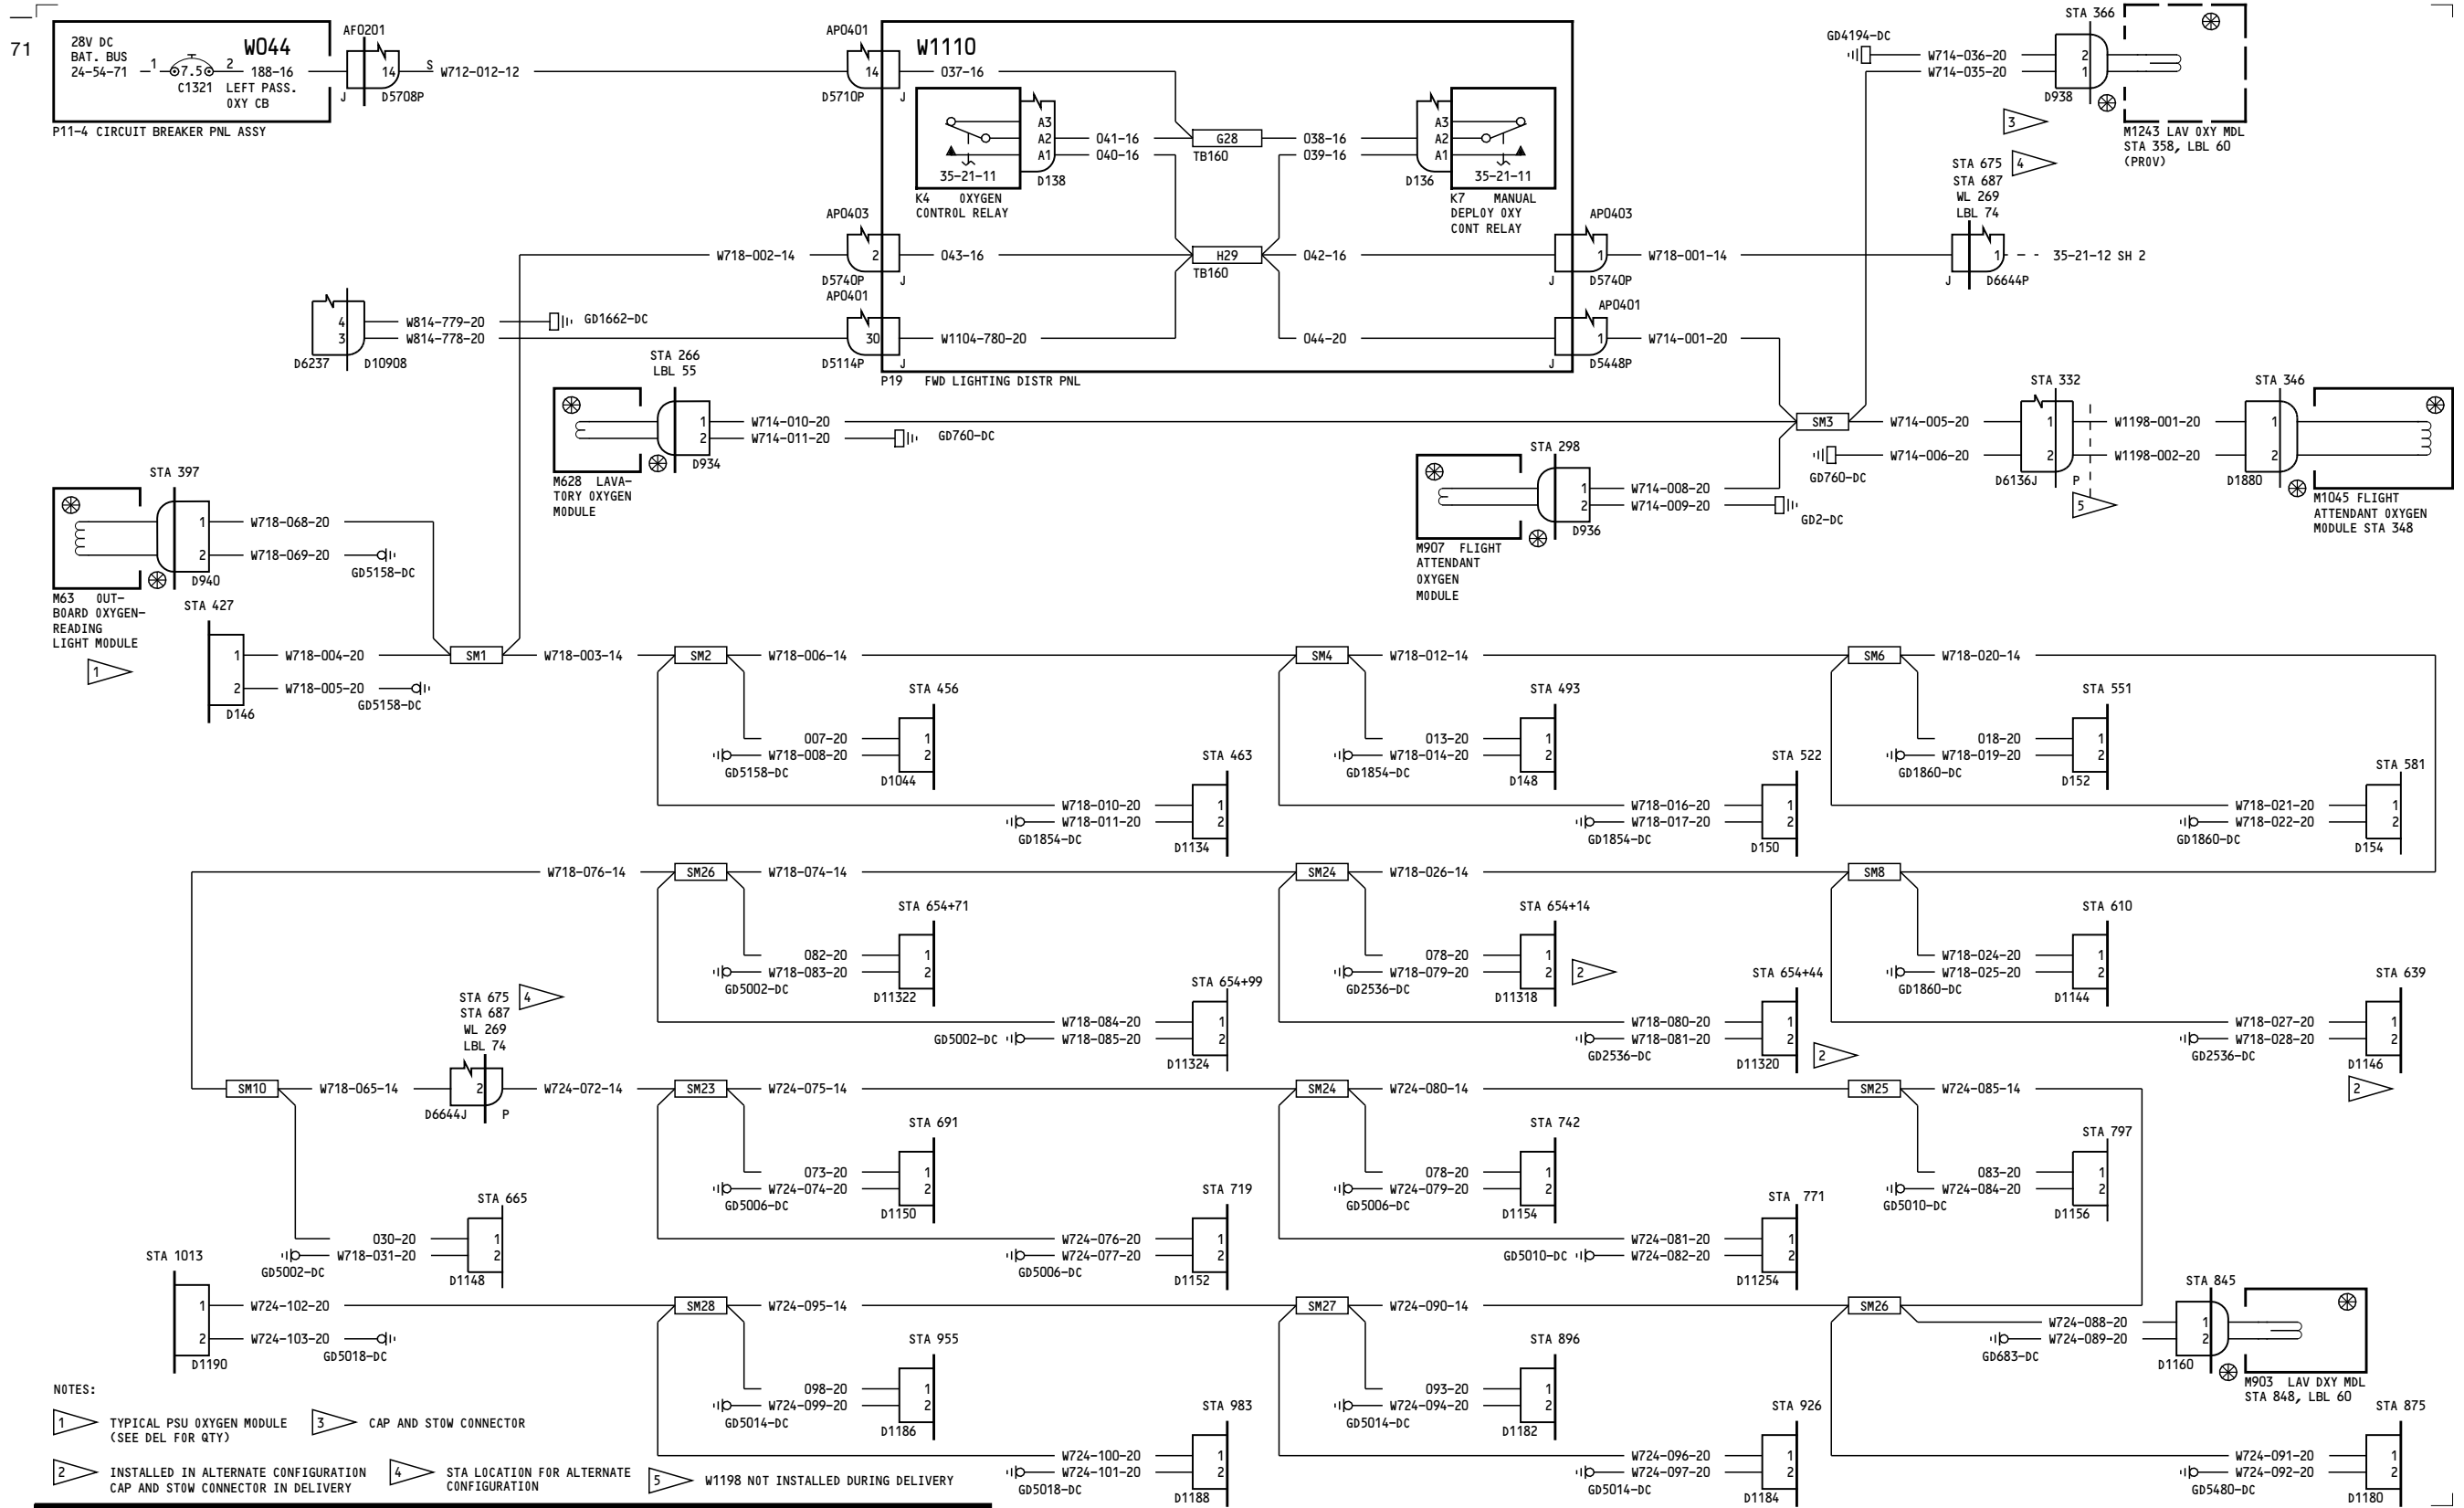 71
28V DC
BAT. BUS
24-54-71
1
7.5
2
C1321
W044
188-16
LEFT PASS.
OXY CB
P11-4 CIRCUIT BREAKER PNL ASSY
AF0201
14
J
D5708P
S
W712-012-12
AP0401
14
D5710P
J
W1110
037-16
A3
A2
A1
35-21-11
D138
K4 OXYGEN
CONTROL RELAY
041-16
040-16
G28
TB160
038-16
039-16
A3
A2
A1
D136
35-21-11
K7 MANUAL
DEPLOY OXY
CONT RELAY
AP0403
W718-002-14
2
D5740P
J
043-16
H29
TB160
042-16
AP0403
1
J
D5740P
W718-001-14
AP0401
30
D5114P
J
W1104-780-20
044-20
AP0401
1
J
D5448P
W714-001-20
P19 FWD LIGHTING DISTR PNL
4
3
D6237
D10908
W814-779-20
W814-778-20
GD1662-DC
STA 366
GD4194-DC
W714-036-20
W714-035-20
2
1
D938
3
M1243 LAV OXY MDL
STA 358, LBL 60
(PROV)
STA 675
4
STA 687
WL 269
LBL 74
1
J
D6644P
35-21-12 SH 2
STA 266
LBL 55
1
2
D934
W714-010-20
W714-011-20
GD760-DC
M628 LAVA-
TORY OXYGEN
MODULE
SM3
W714-005-20
W714-006-20
GD760-DC
STA 332
1
2
D6136J
P
5
W1198-001-20
W1198-002-20
STA 346
1
2
D1880
M1045 FLIGHT
ATTENDANT OXYGEN
MODULE STA 348
STA 298
1
2
D936
W714-008-20
W714-009-20
GD2-DC
M907 FLIGHT
ATTENDANT
OXYGEN
MODULE
STA 397
1
2
D940
W718-068-20
W718-069-20
GD5158-DC
M63 OUT-
BOARD OXYGEN-
READING
LIGHT MODULE
1
STA 427
1
2
D146
W718-004-20
W718-005-20
GD5158-DC
SM1
W718-003-14
SM2
W718-006-14
SM4
W718-012-14
SM6
W718-020-14
STA 456
007-20
W718-008-20
GD5158-DC
1
2
D1044
STA 463
W718-010-20
W718-011-20
GD1854-DC
1
2
D1134
STA 493
013-20
W718-014-20
GD1854-DC
1
2
D148
STA 522
W718-016-20
W718-017-20
GD1854-DC
1
2
D150
STA 551
018-20
W718-019-20
GD1860-DC
1
2
D152
STA 581
W718-021-20
W718-022-20
GD1860-DC
1
2
D154
W718-076-14
SM26
W718-074-14
SM24
W718-026-14
SM8
STA 654+71
082-20
W718-083-20
GD5002-DC
1
2
D11322
STA 654+99
W718-084-20
GD5002-DC
W718-085-20
1
2
D11324
STA 654+14
078-20
W718-079-20
GD2536-DC
1
2
D11318
2
STA 654+44
W718-080-20
W718-081-20
GD2536-DC
1
2
D11320
2
STA 610
W718-024-20
W718-025-20
GD1860-DC
1
2
D1144
STA 639
W718-027-20
W718-028-20
GD2536-DC
1
2
D1146
2
STA 675
4
STA 687
WL 269
LBL 74
SM10
W718-065-14
2
D6644J
P
W724-072-14
SM23
W724-075-14
SM24
W724-080-14
SM25
W724-085-14
STA 665
030-20
W718-031-20
GD5002-DC
1
2
D1148
STA 691
073-20
W724-074-20
GD5006-DC
1
2
D1150
STA 719
W724-076-20
W724-077-20
GD5006-DC
1
2
D1152
STA 742
078-20
W724-079-20
GD5006-DC
1
2
D1154
STA 771
W724-081-20
GD5010-DC
W724-082-20
1
2
D11254
STA 797
083-20
W724-084-20
GD5010-DC
1
2
D1156
STA 1013
1
2
D1190
W724-102-20
W724-103-20
GD5018-DC
SM28
W724-095-14
SM27
W724-090-14
SM26
STA 845
W724-088-20
W724-089-20
GD683-DC
1
2
D1160
M903 LAV DXY MDL
STA 848, LBL 60
STA 955
098-20
W724-099-20
GD5014-DC
1
2
D1186
STA 983
W724-100-20
W724-101-20
GD5018-DC
1
2
D1188
STA 896
093-20
W724-094-20
GD5014-DC
1
2
D1182
STA 926
W724-096-20
W724-097-20
GD5014-DC
1
2
D1184
STA 875
W724-091-20
W724-092-20
GD5480-DC
1
2
D1180
NOTES:
1 TYPICAL PSU OXYGEN MODULE
(SEE DEL FOR QTY)
2 INSTALLED IN ALTERNATE CONFIGURATION
CAP AND STOW CONNECTOR IN DELIVERY
3 CAP AND STOW CONNECTOR
4 STA LOCATION FOR ALTERNATE
CONFIGURATION
5 W1198 NOT INSTALLED DURING DELIVERY